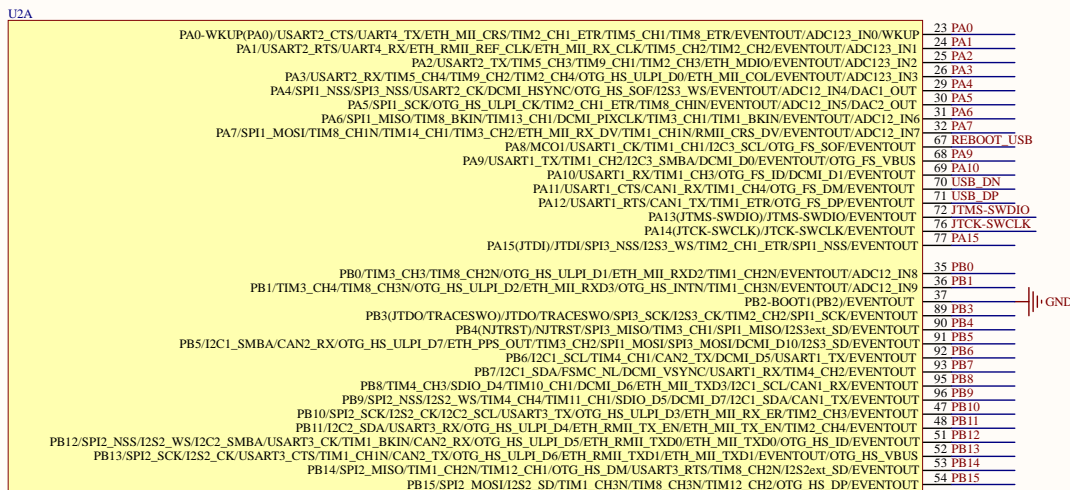 U2A
PA0-WKUP(PA0)/USART2_CTS/UART4_TX/ETH_MII_CRS/TIM2_CH1_ETR/TIM5_CH1/TIM8_ETR/EVENTOUT/ADC123_IN0/WKUP 23 PA0
PA1/USART2_RTS/UART4_RX/ETH_RMII_REF_CLK/ETH_MII_RX_CLK/TIM5_CH2/TIM2_CH2/EVENTOUT/ADC123_IN1 24 PA1
PA2/USART2_TX/TIM5_CH3/TIM9_CH1/TIM2_CH3/ETH_MDIO/EVENTOUT/ADC123_IN2 25 PA2
PA3/USART2_RX/TIM5_CH4/TIM9_CH2/TIM2_CH4/OTG_HS_ULPI_D0/ETH_MII_COL/EVENTOUT/ADC123_IN3 26 PA3
PA4/SPI1_NSS/SPI3_NSS/USART2_CK/DCMI_HSYNC/OTG_HS_SOF/I2S3_WS/EVENTOUT/ADC12_IN4/DAC1_OUT 29 PA4
PA5/SPI1_SCK/OTG_HS_ULPI_CK/TIM2_CH1_ETR/TIM8_CHIN/EVENTOUT/ADC12_IN5/DAC2_OUT 30 PA5
PA6/SPI1_MISO/TIM8_BKIN/TIM13_CH1/DCMI_PIXCLK/TIM3_CH1/TIM1_BKIN/EVENTOUT/ADC12_IN6 31 PA6
PA7/SPI1_MOSI/TIM8_CH1N/TIM14_CH1/TIM3_CH2/ETH_MII_RX_DV/TIM1_CH1N/RMII_CRS_DV/EVENTOUT/ADC12_IN7 32 PA7
PA8/MCO1/USART1_CK/TIM1_CH1/I2C3_SCL/OTG_FS_SOF/EVENTOUT 67 REBOOT_USB
PA9/USART1_TX/TIM1_CH2/I2C3_SMBA/DCMI_D0/EVENTOUT/OTG_FS_VBUS 68 PA9
PA10/USART1_RX/TIM1_CH3/OTG_FS_ID/DCMI_D1/EVENTOUT 69 PA10
PA11/USART1_CTS/CAN1_RX/TIM1_CH4/OTG_FS_DM/EVENTOUT 70 USB_DN
PA12/USART1_RTS/CAN1_TX/TIM1_ETR/OTG_FS_DP/EVENTOUT 71 USB_DP
PA13(JTMS-SWDIO)/JTMS-SWDIO/EVENTOUT 72 JTMS-SWDIO
PA14(JTCK-SWCLK)/JTCK-SWCLK/EVENTOUT 76 JTCK-SWCLK
PA15(JTDI)/JTDI/SPI3_NSS/I2S3_WS/TIM2_CH1_ETR/SPI1_NSS/EVENTOUT 77 PA15
PB0/TIM3_CH3/TIM8_CH2N/OTG_HS_ULPI_D1/ETH_MII_RXD2/TIM1_CH2N/EVENTOUT/ADC12_IN8 35 PB0
PB1/TIM3_CH4/TIM8_CH3N/OTG_HS_ULPI_D2/ETH_MII_RXD3/OTG_HS_INTN/TIM1_CH3N/EVENTOUT/ADC12_IN9 36 PB1
PB2-BOOT1(PB2)/EVENTOUT 37 GND
PB3(JTDO/TRACESWO)/JTDO/TRACESWO/SPI3_SCK/I2S3_CK/TIM2_CH2/SPI1_SCK/EVENTOUT 89 PB3
PB4(NJTRST)/NJTRST/SPI3_MISO/TIM3_CH1/SPI1_MISO/I2S3ext_SD/EVENTOUT 90 PB4
PB5/I2C1_SMBA/CAN2_RX/OTG_HS_ULPI_D7/ETH_PPS_OUT/TIM3_CH2/SPI1_MOSI/SPI3_MOSI/DCMI_D10/I2S3_SD/EVENTOUT 91 PB5
PB6/I2C1_SCL/TIM4_CH1/CAN2_TX/DCMI_D5/USART1_TX/EVENTOUT 92 PB6
PB7/I2C1_SDA/FSMC_NL/DCMI_VSYNC/USART1_RX/TIM4_CH2/EVENTOUT 93 PB7
PB8/TIM4_CH3/SDIO_D4/TIM10_CH1/DCMI_D6/ETH_MII_TXD3/I2C1_SCL/CAN1_RX/EVENTOUT 95 PB8
PB9/SPI2_NSS/I2S2_WS/TIM4_CH4/TIM11_CH1/SDIO_D5/DCMI_D7/I2C1_SDA/CAN1_TX/EVENTOUT 96 PB9
PB10/SPI2_SCK/I2S2_CK/I2C2_SCL/USART3_TX/OTG_HS_ULPI_D3/ETH_MII_RX_ER/TIM2_CH3/EVENTOUT 47 PB10
PB11/I2C2_SDA/USART3_RX/OTG_HS_ULPI_D4/ETH_RMII_TX_EN/ETH_MII_TX_EN/TIM2_CH4/EVENTOUT 48 PB11
PB12/SPI2_NSS/I2S2_WS/I2C2_SMBA/USART3_CK/TIM1_BKIN/CAN2_RX/OTG_HS_ULPI_D5/ETH_RMII_TXD0/ETH_MII_TXD0/OTG_HS_ID/EVENTOUT 51 PB12
PB13/SPI2_SCK/I2S2_CK/USART3_CTS/TIM1_CH1N/CAN2_TX/OTG_HS_ULPI_D6/ETH_RMII_TXD1/ETH_MII_TXD1/EVENTOUT/OTG_HS_VBUS 52 PB13
PB14/SPI2_MISO/TIM1_CH2N/TIM12_CH1/OTG_HS_DM/USART3_RTS/TIM8_CH2N/I2S2ext_SD/EVENTOUT 53 PB14
PB15/SPI2_MOSI/I2S2_SD/TIM1_CH3N/TIM8_CH3N/TIM12_CH2/OTG_HS_DP/EVENTOUT 54 PB15